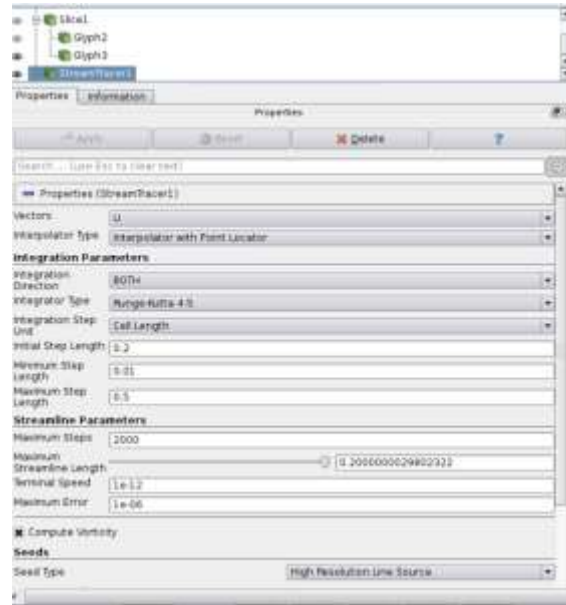 Slice1
Glyph2
Glyph3
StreamTracer1
Properties Information
Properties
Apply Reset Delete ?
Search ... (use Esc to clear text)
Properties (StreamTracer1)
Vectors U
Interpolator Type Interpolator with Point Locator
Integration Parameters
Integration Direction BOTH
Integrator Type Runge-Kutta 4-5
Integration Step Unit Cell Length
Initial Step Length 0.2
Minimum Step Length 0.01
Maximum Step Length 0.5
Streamline Parameters
Maximum Steps 2000
Maximum Streamline Length 0.2000000029802322
Terminal Speed 1e-12
Maximum Error 1e-06
Compute Vorticity
Seeds
Seed Type High Resolution Line Source